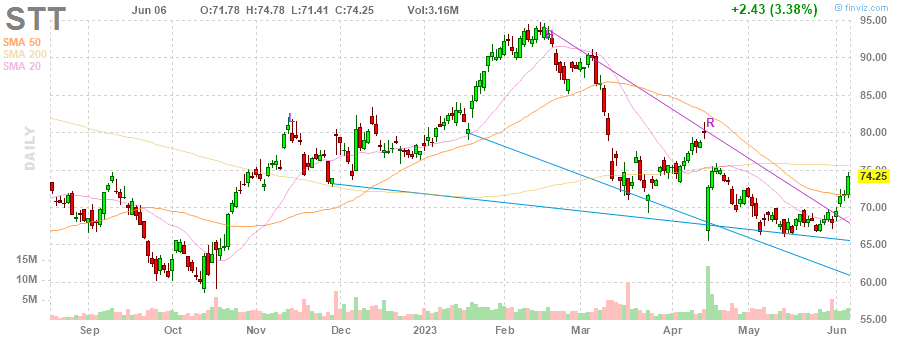 STT
Jun 06 O:71.78 H:74.78 L:71.41 C:74.25 Vol:3.16M
+2.43 (3.38%)
@ finviz.com
SMA 50
SMA 200
SMA 20
DAILY
R
95.00
90.00
85.00
80.00
75.00
74.25
70.00
65.00
60.00
55.00
15M
10M
5M
Sep Oct Nov Dec 2023 Feb Mar Apr May Jun